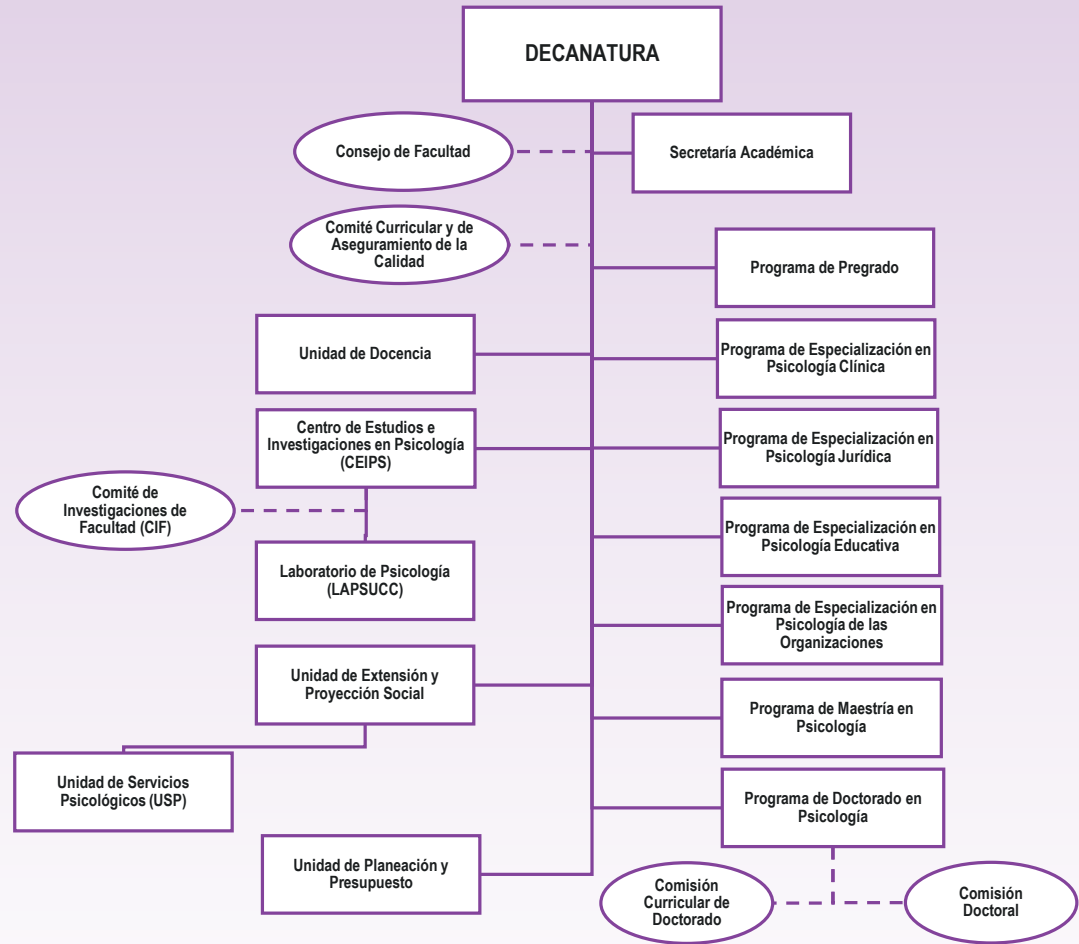 DECANATURA
Consejo de Facultad
Secretaría Académica
Comité Curricular y de
Aseguramiento de la
Calidad
Programa de Pregrado
Unidad de Docencia
Programa de Especialización en
Psicología Clínica
Centro de Estudios e
Investigaciones en Psicología
(CEIPS)
Programa de Especialización en
Psicología Jurídica
Comité de
Investigaciones de
Facultad (CIF)
Programa de Especialización en
Psicología Educativa
Laboratorio de Psicología
(LAPSUCC)
Programa de Especialización en
Psicología de las
Organizaciones
Unidad de Extensión y
Proyección Social
Programa de Maestría en
Psicología
Unidad de Servicios
Psicológicos (USP)
Programa de Doctorado en
Psicología
Unidad de Planeación y
Presupuesto
Comisión
Curricular de
Doctorado
Comisión
Doctoral